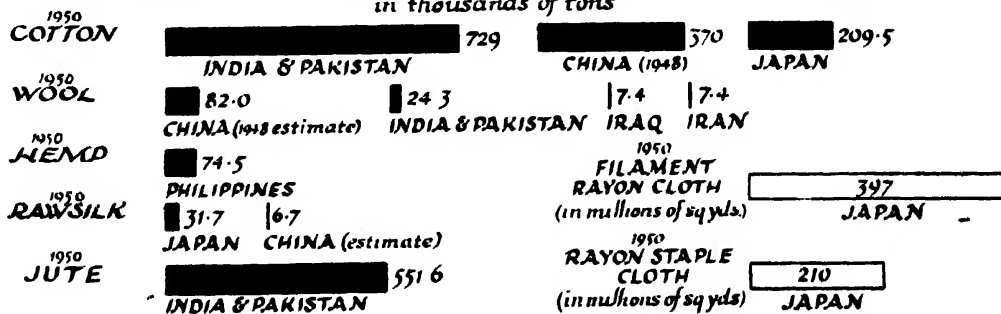 in thousands of tons
1950
COTTON 729 370 209·5
INDIA & PAKISTAN CHINA (1948) JAPAN
1950
WOOL 82·0 24 3 7·4 7·4
CHINA (1948 estimate) INDIA & PAKISTAN IRAQ IRAN
1950
HEMP 74·5
PHILIPPINES
1950
RAW SILK 31·7 6·7
JAPAN CHINA (estimate)
1950
JUTE 551 6
INDIA & PAKISTAN
1950
FILAMENT
RAYON CLOTH 397
(in millions of sq yds.) JAPAN
1950
RAYON STAPLE
CLOTH 210
(in millions of sq yds) JAPAN